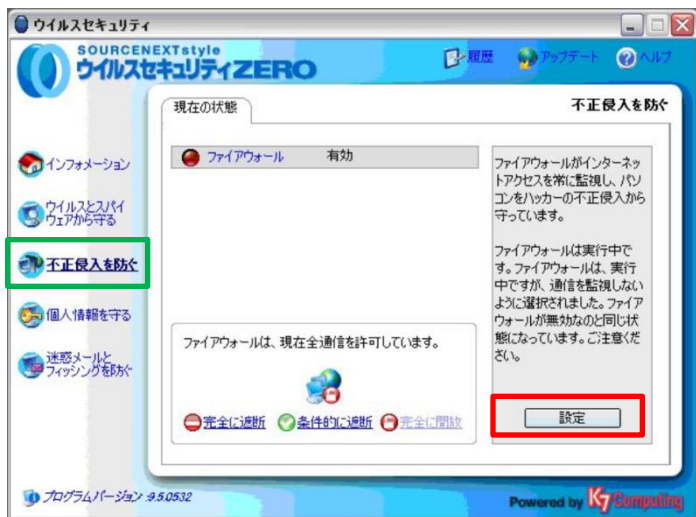 ウイルスセキュリティ
SOURCENEXTstyle
ウイルスセキュリティZERO
履歴
アップデート
ヘルプ
現在の状態
不正侵入を防ぐ
インフォメーション
ウイルスとスパイ
ウェアから守る
不正侵入を防ぐ
個人情報を守る
迷惑メールと
フィッシングを防ぐ
ファイアウォール 有効
ファイアウォールは、現在全通信を許可しています。
完全に遮断 条件的に遮断 完全に開放
ファイアウォールがインターネッ
トアクセスを常に監視し、パソ
コンをハッカーの不正侵入から
守っています。
ファイアウォールは実行中で
す。ファイアウォールは、実行
中ですが、通信を監視しない
ように選択されました。ファイア
ウォールが無効なのと同じ状
態になっています。ご注意くだ
さい。
設定
プログラムバージョン :9.5.0532
Powered by K7 Computing